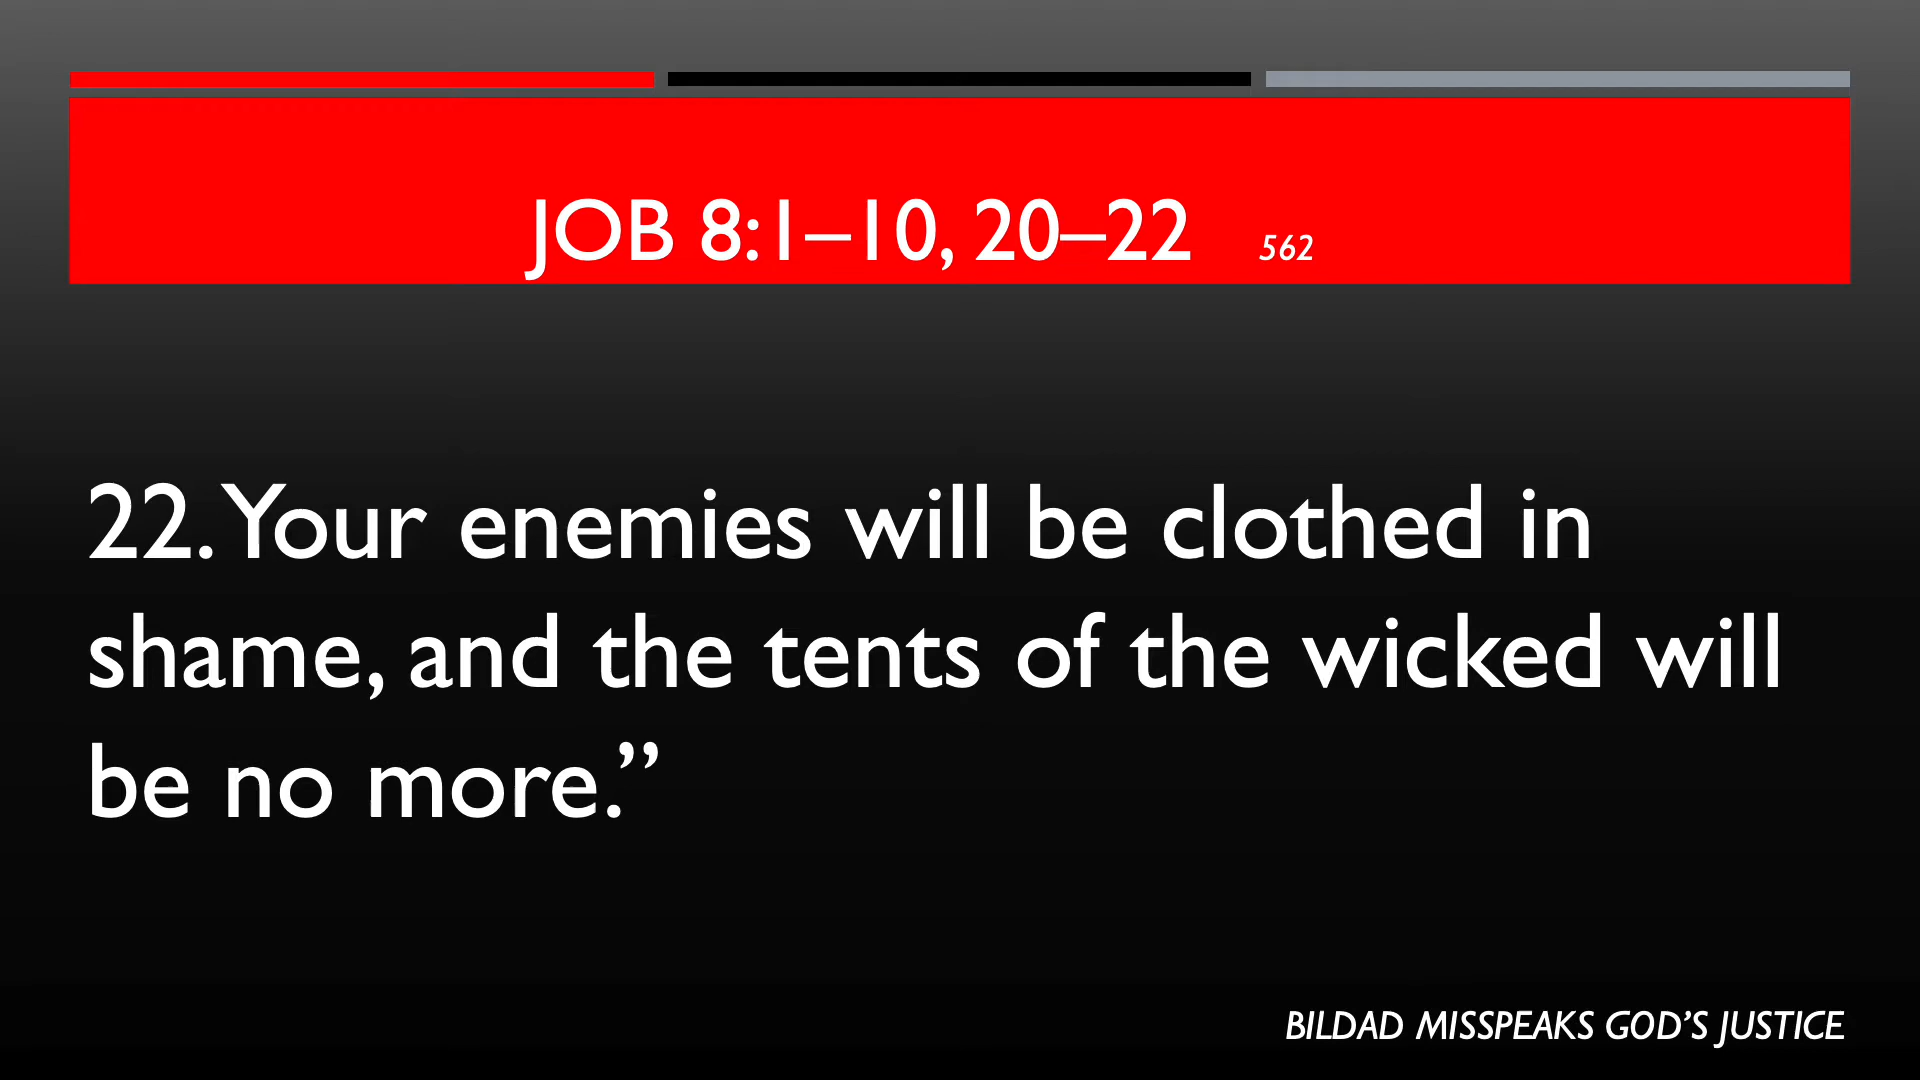 JOB 8:1–10, 20–22 562
22. Your enemies will be clothed in
shame, and the tents of the wicked will
be no more.”
BILDAD MISSPEAKS GOD’S JUSTICE